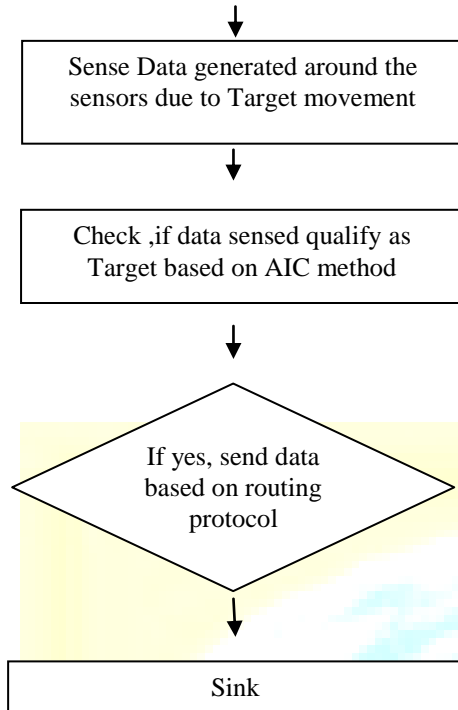 Sense Data generated around the
sensors due to Target movement
Check ,if data sensed qualify as
Target based on AIC method
If yes, send data
based on routing
protocol
Sink